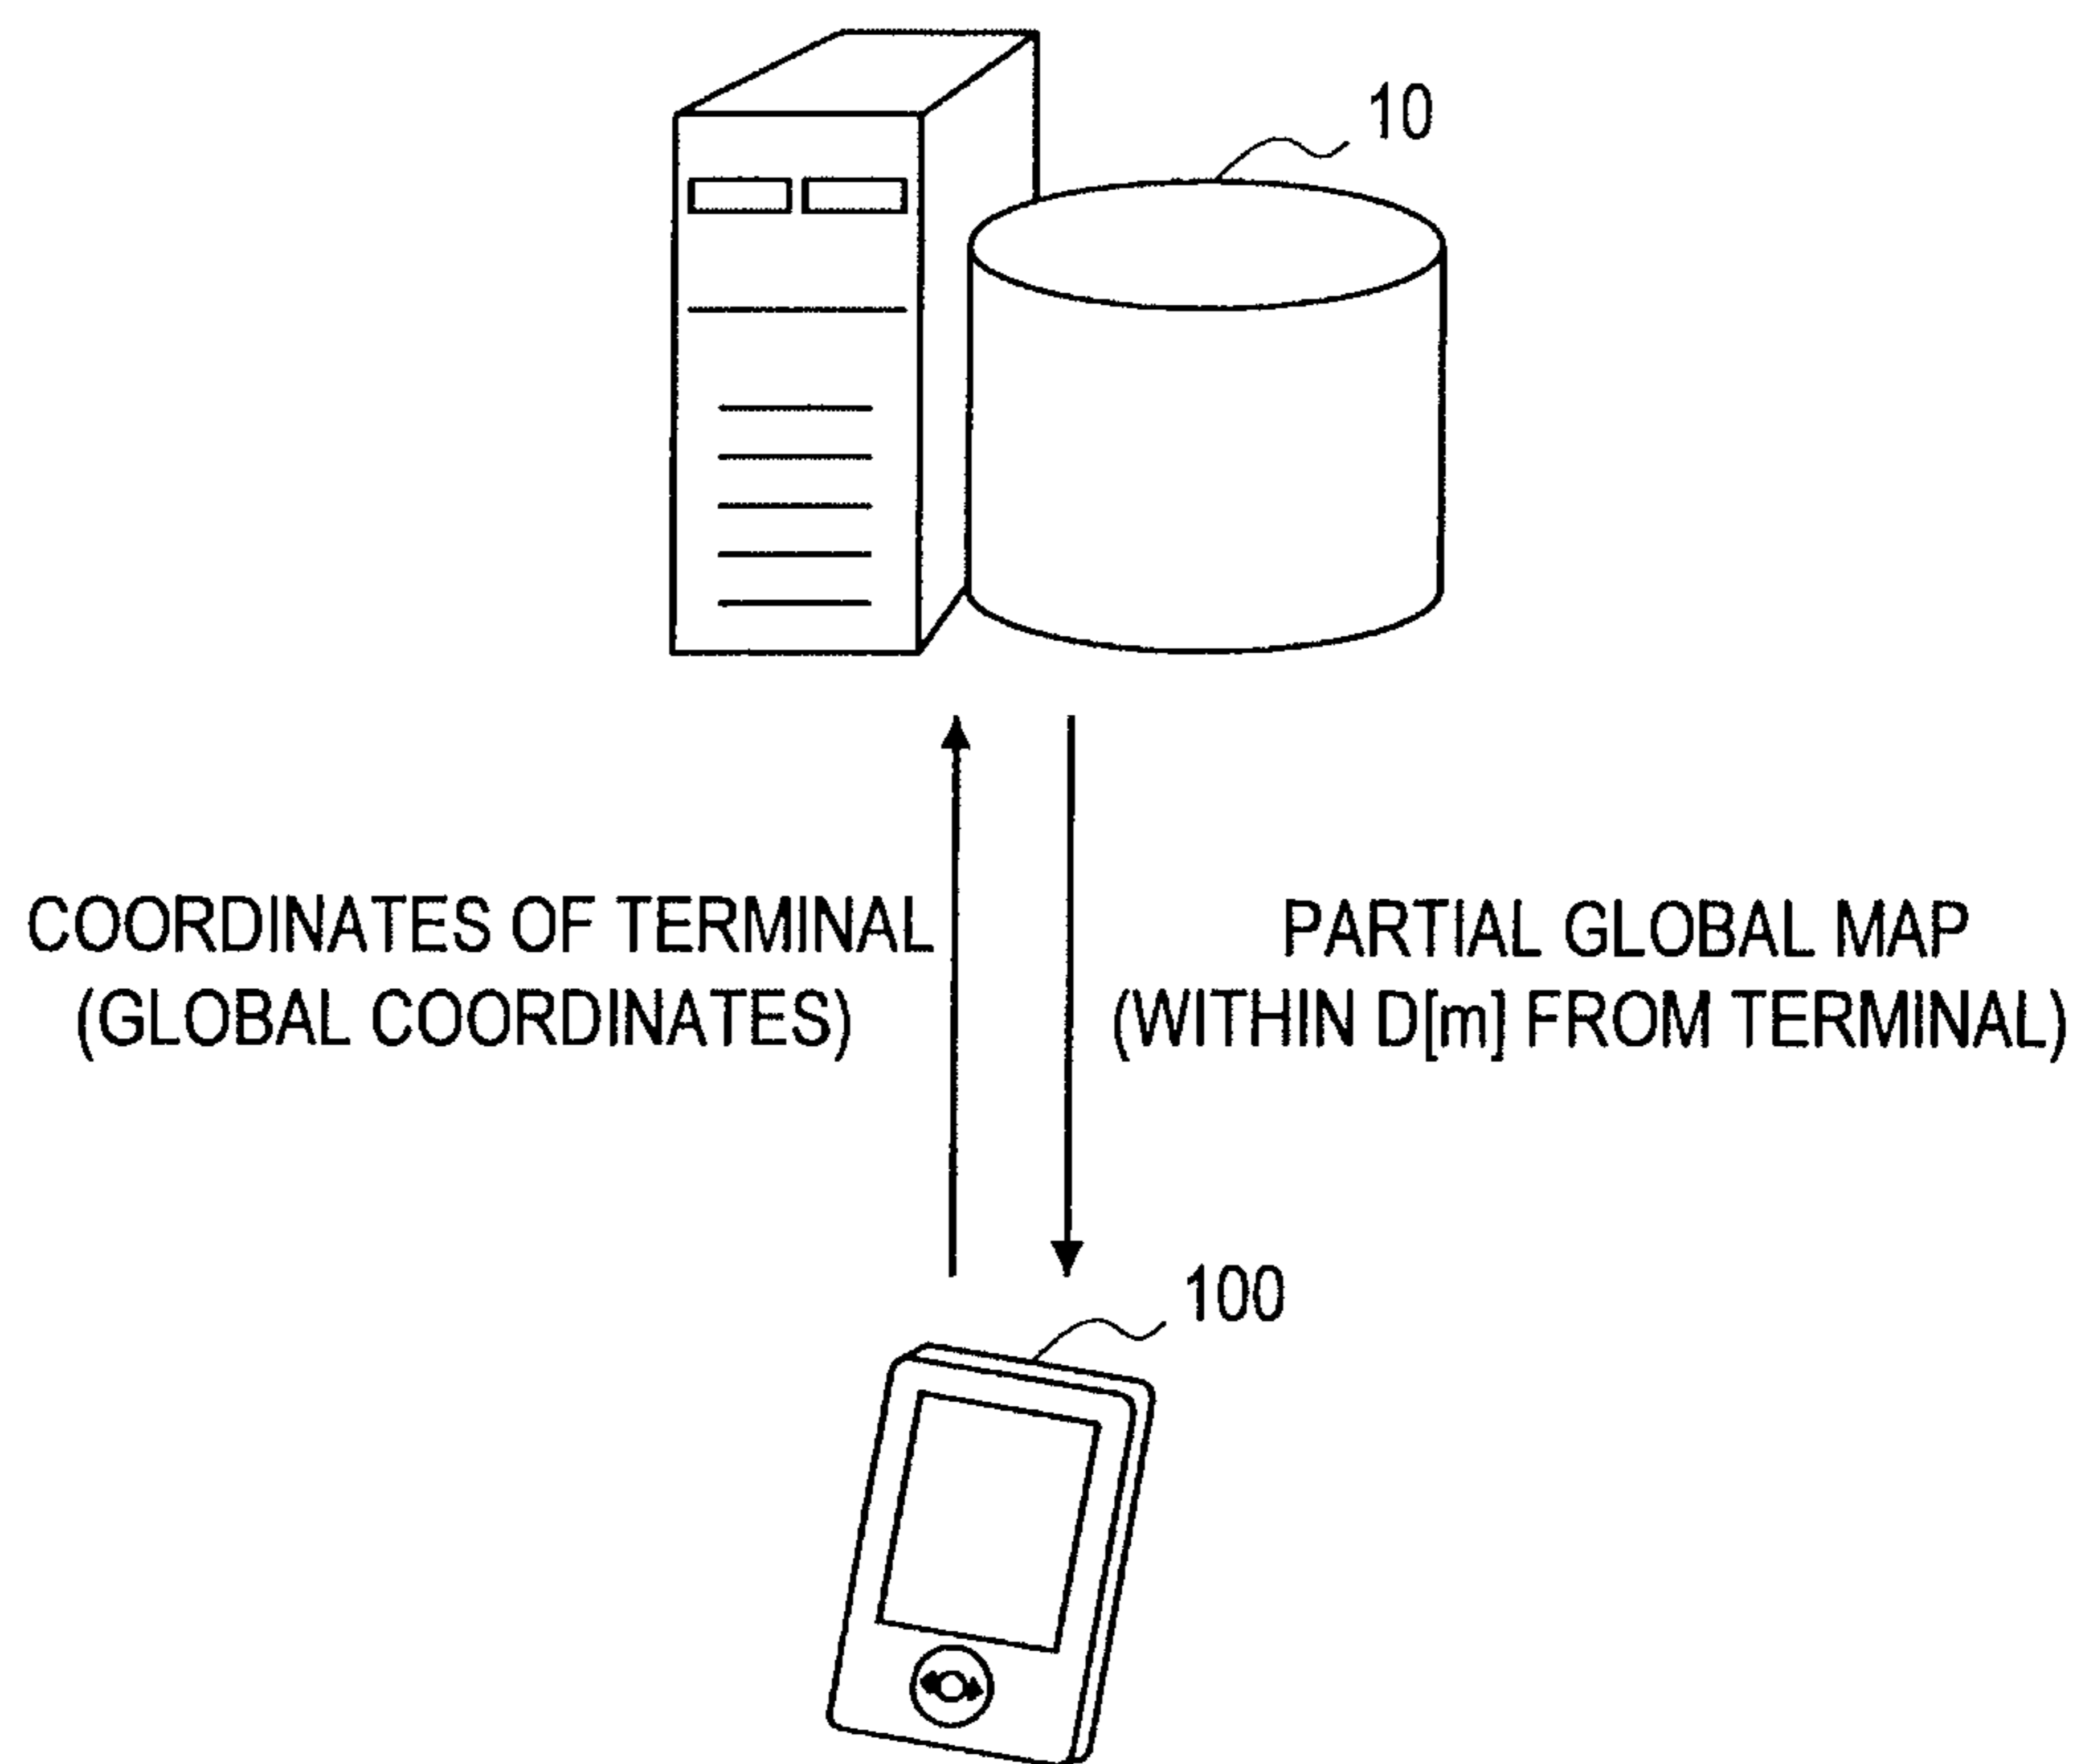 10
COORDINATES OF TERMINAL
(GLOBAL COORDINATES)
PARTIAL GLOBAL MAP
(WITHIN D[m] FROM TERMINAL)
100